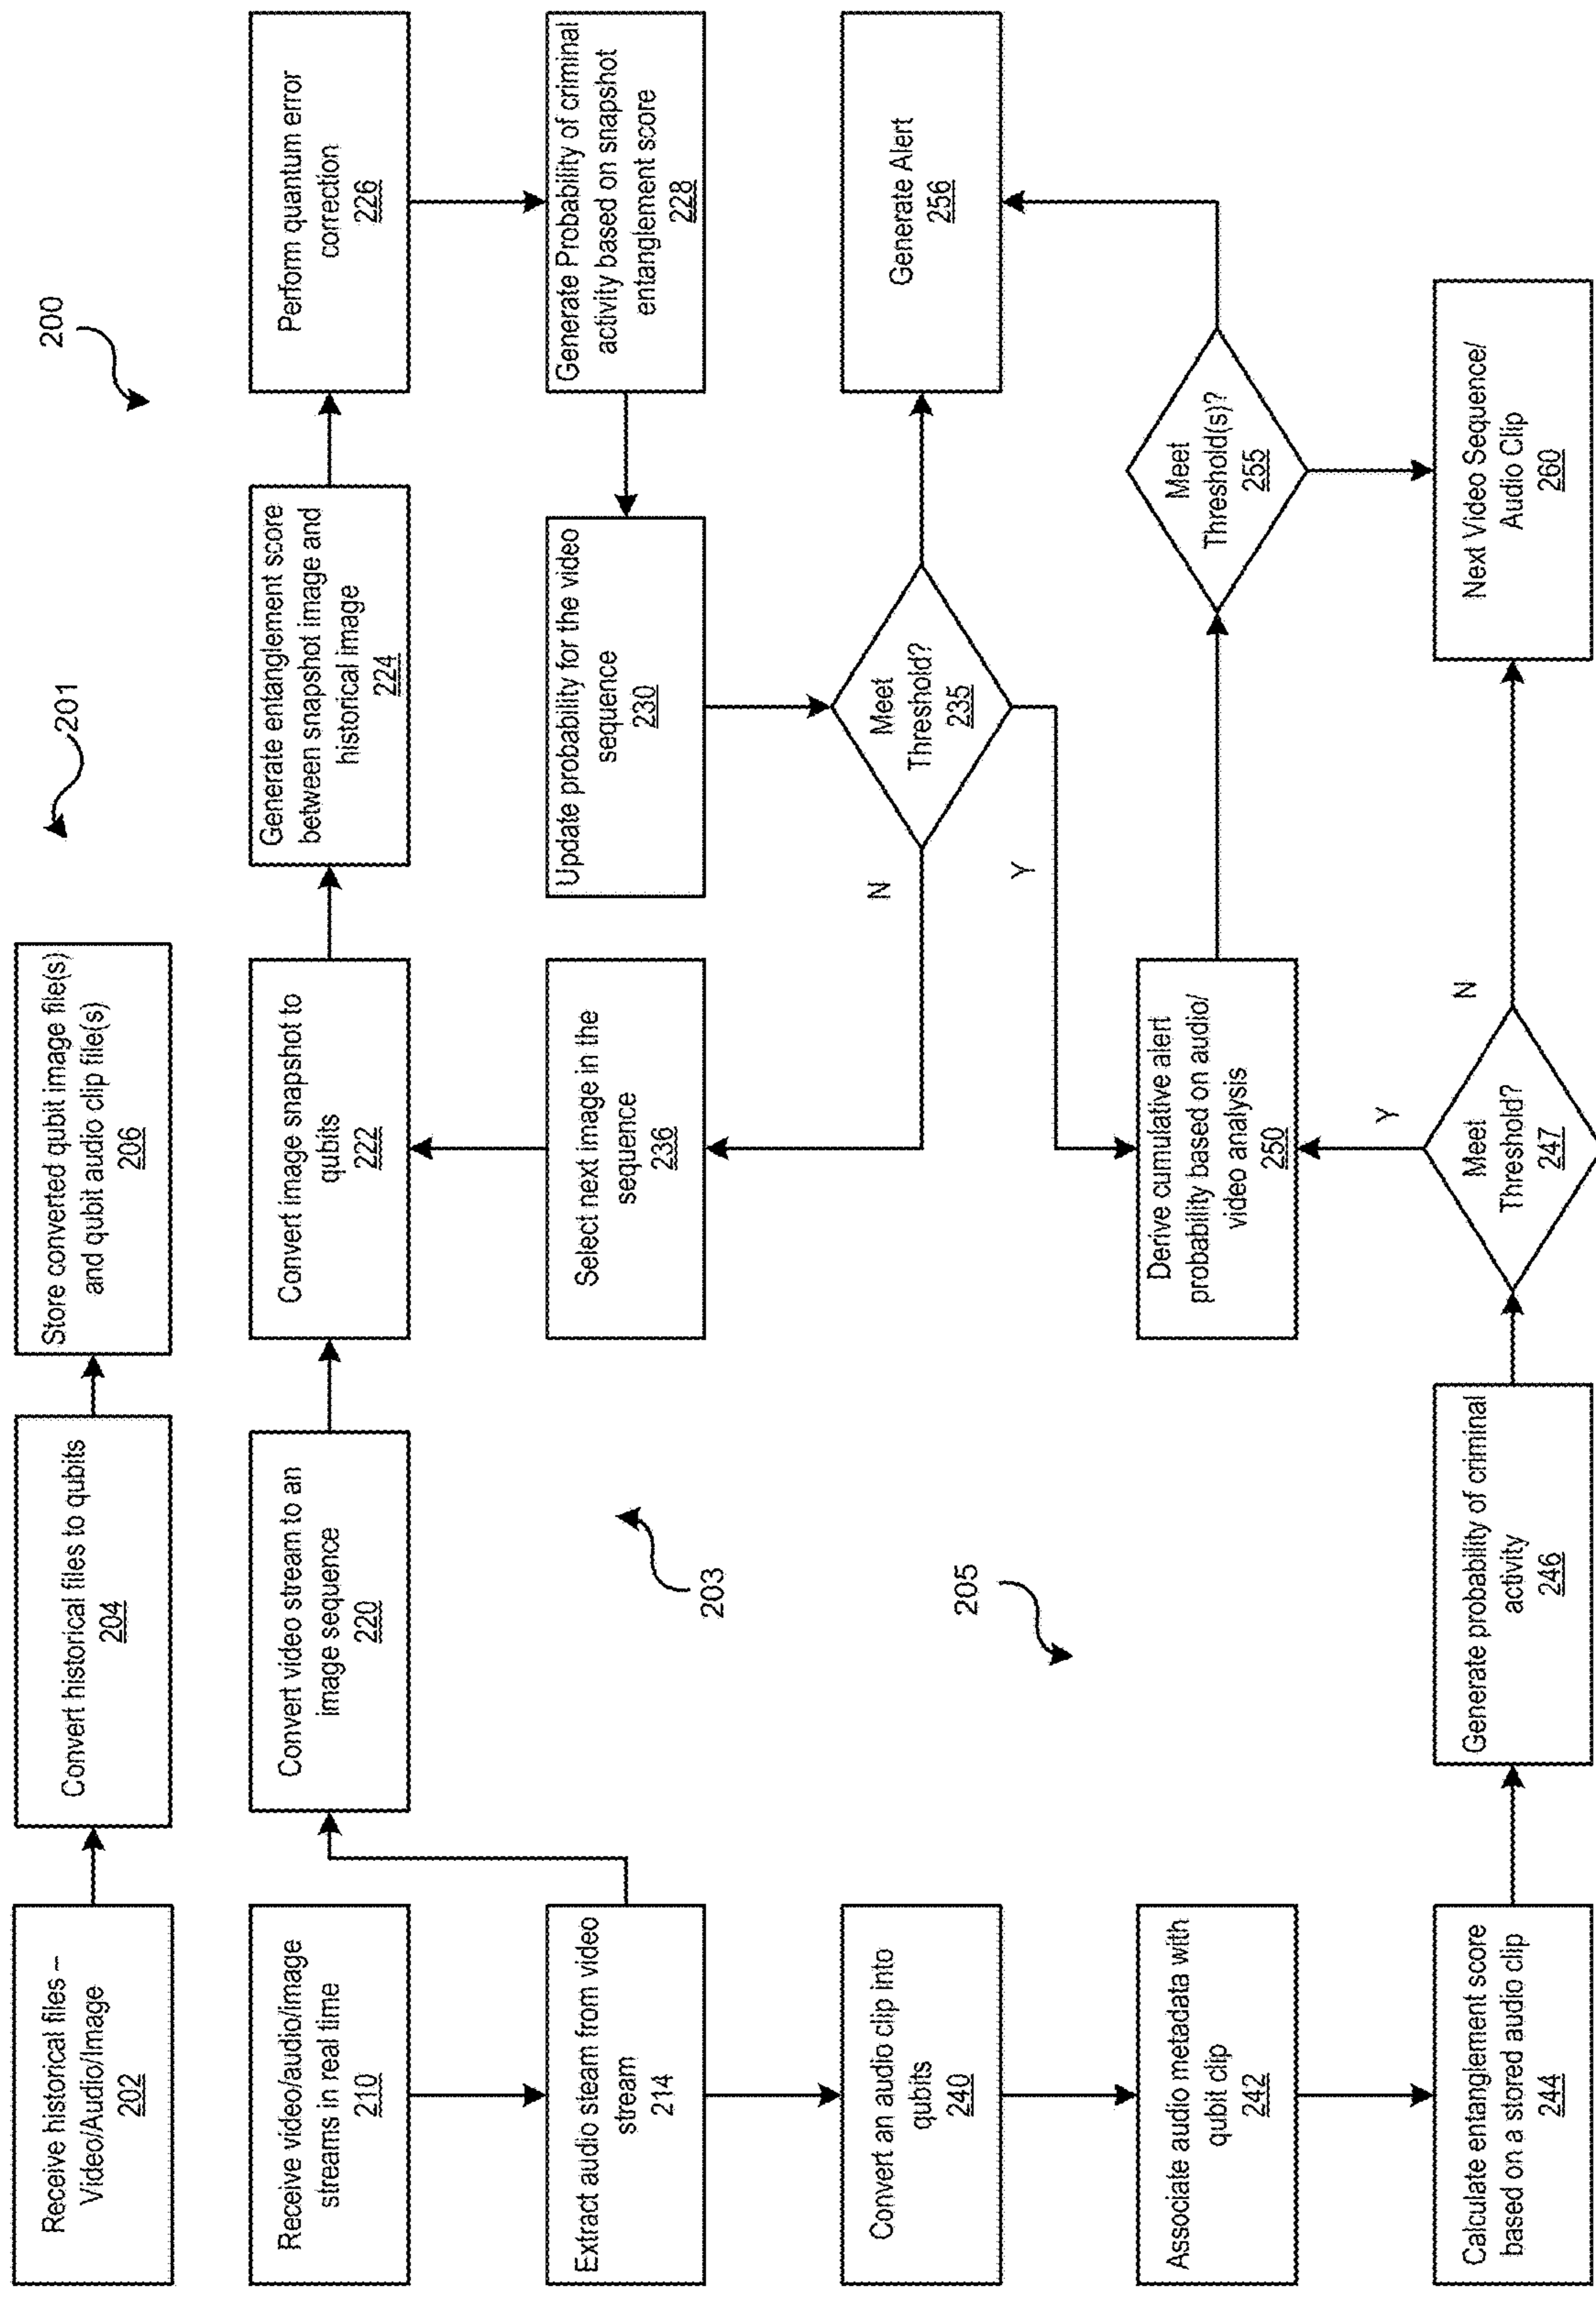 200
201
Receive historical files –
Video/Audio/Image
202
Convert historical files to qubits
204
Store converted qubit image file(s)
and qubit audio clip file(s)
206
Receive video/audio/image
streams in real time
210
Convert video stream to an
image sequence
220
Convert image snapshot to
qubits
222
Generate entanglement score
between snapshot image and
historical image
224
Perform quantum error
correction
226
Extract audio steam from video
stream
214
203
Select next image in the
sequence
236
Update probability for the video
sequence
230
Generate Probability of criminal
activity based on snapshot
entanglement score
228
Convert an audio clip into
qubits
240
205
N
Meet
Threshold?
235
Y
Generate Alert
256
Associate audio metadata with
qubit clip
242
Derive cumulative alert
probability based on audio/
video analysis
250
Meet
Threshold(s)?
255
Calculate entanglement score
based on a stored audio clip
244
Generate probability of criminal
activity
246
Y
Meet
Threshold?
247
N
Next Video Sequence/
Audio Clip
260